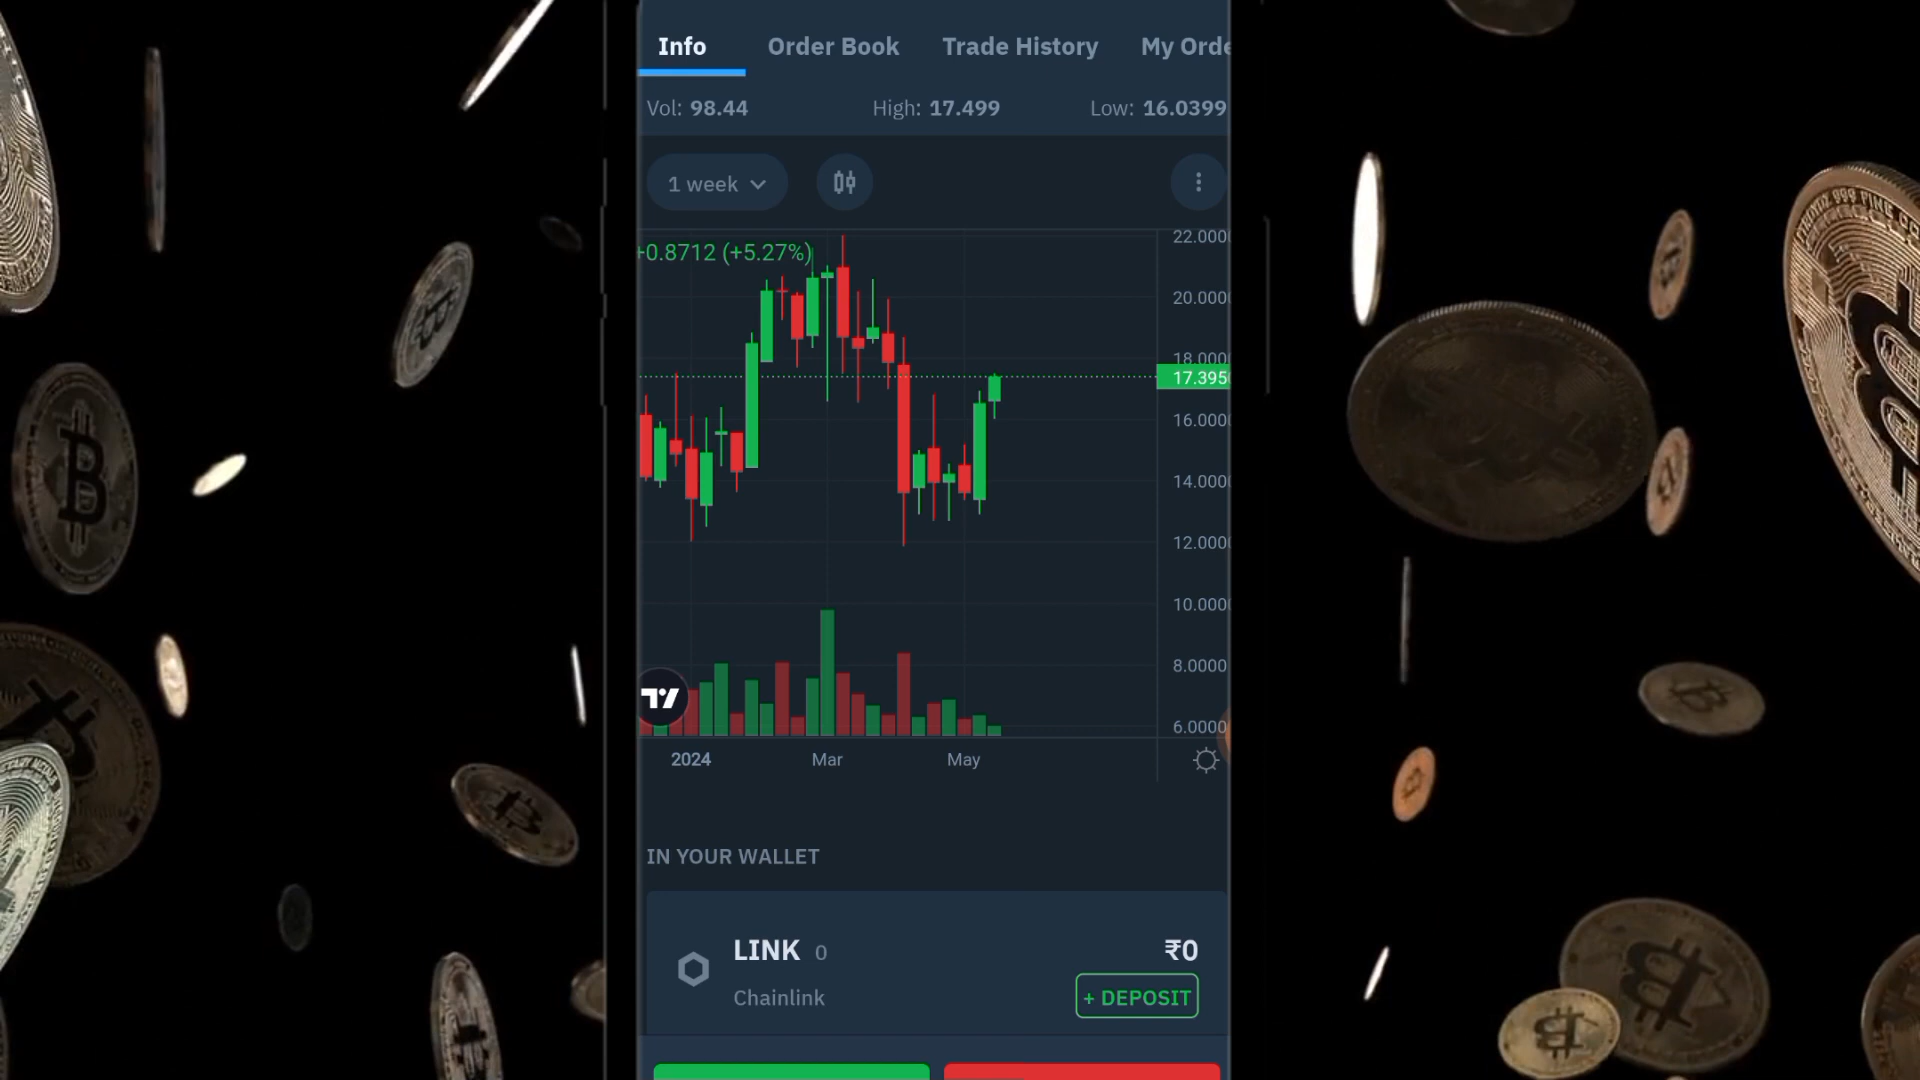 Info Order Book Trade History My Orde
Vol: 98.44 High: 17.499 Low: 16.0399
1 week
+0.8712 (+5.27%)
22.000
20.000
18.000
17.395
16.000
14.000
12.000
10.000
8.0000
6.0000
2024 Mar May
IN YOUR WALLET
LINK 0 ₹0
Chainlink + DEPOSIT